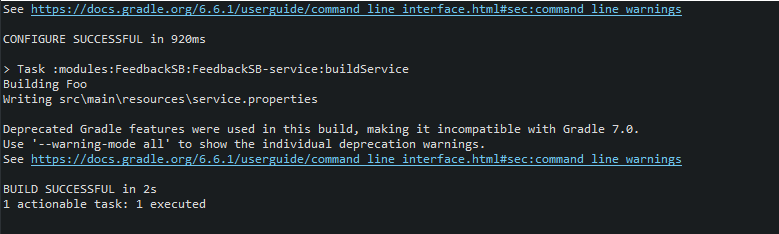 See https://docs.gradle.org/6.6.1/userguide/command_line_interface.html#sec:command_line_warnings
CONFIGURE SUCCESSFUL in 920ms
> Task :modules:FeedbackSB:FeedbackSB-service:buildService
Building Foo
Writing src\main\resources\service.properties
Deprecated Gradle features were used in this build, making it incompatible with Gradle 7.0.
Use '--warning-mode all' to show the individual deprecation warnings.
See https://docs.gradle.org/6.6.1/userguide/command_line_interface.html#sec:command_line_warnings
BUILD SUCCESSFUL in 2s
1 actionable task: 1 executed